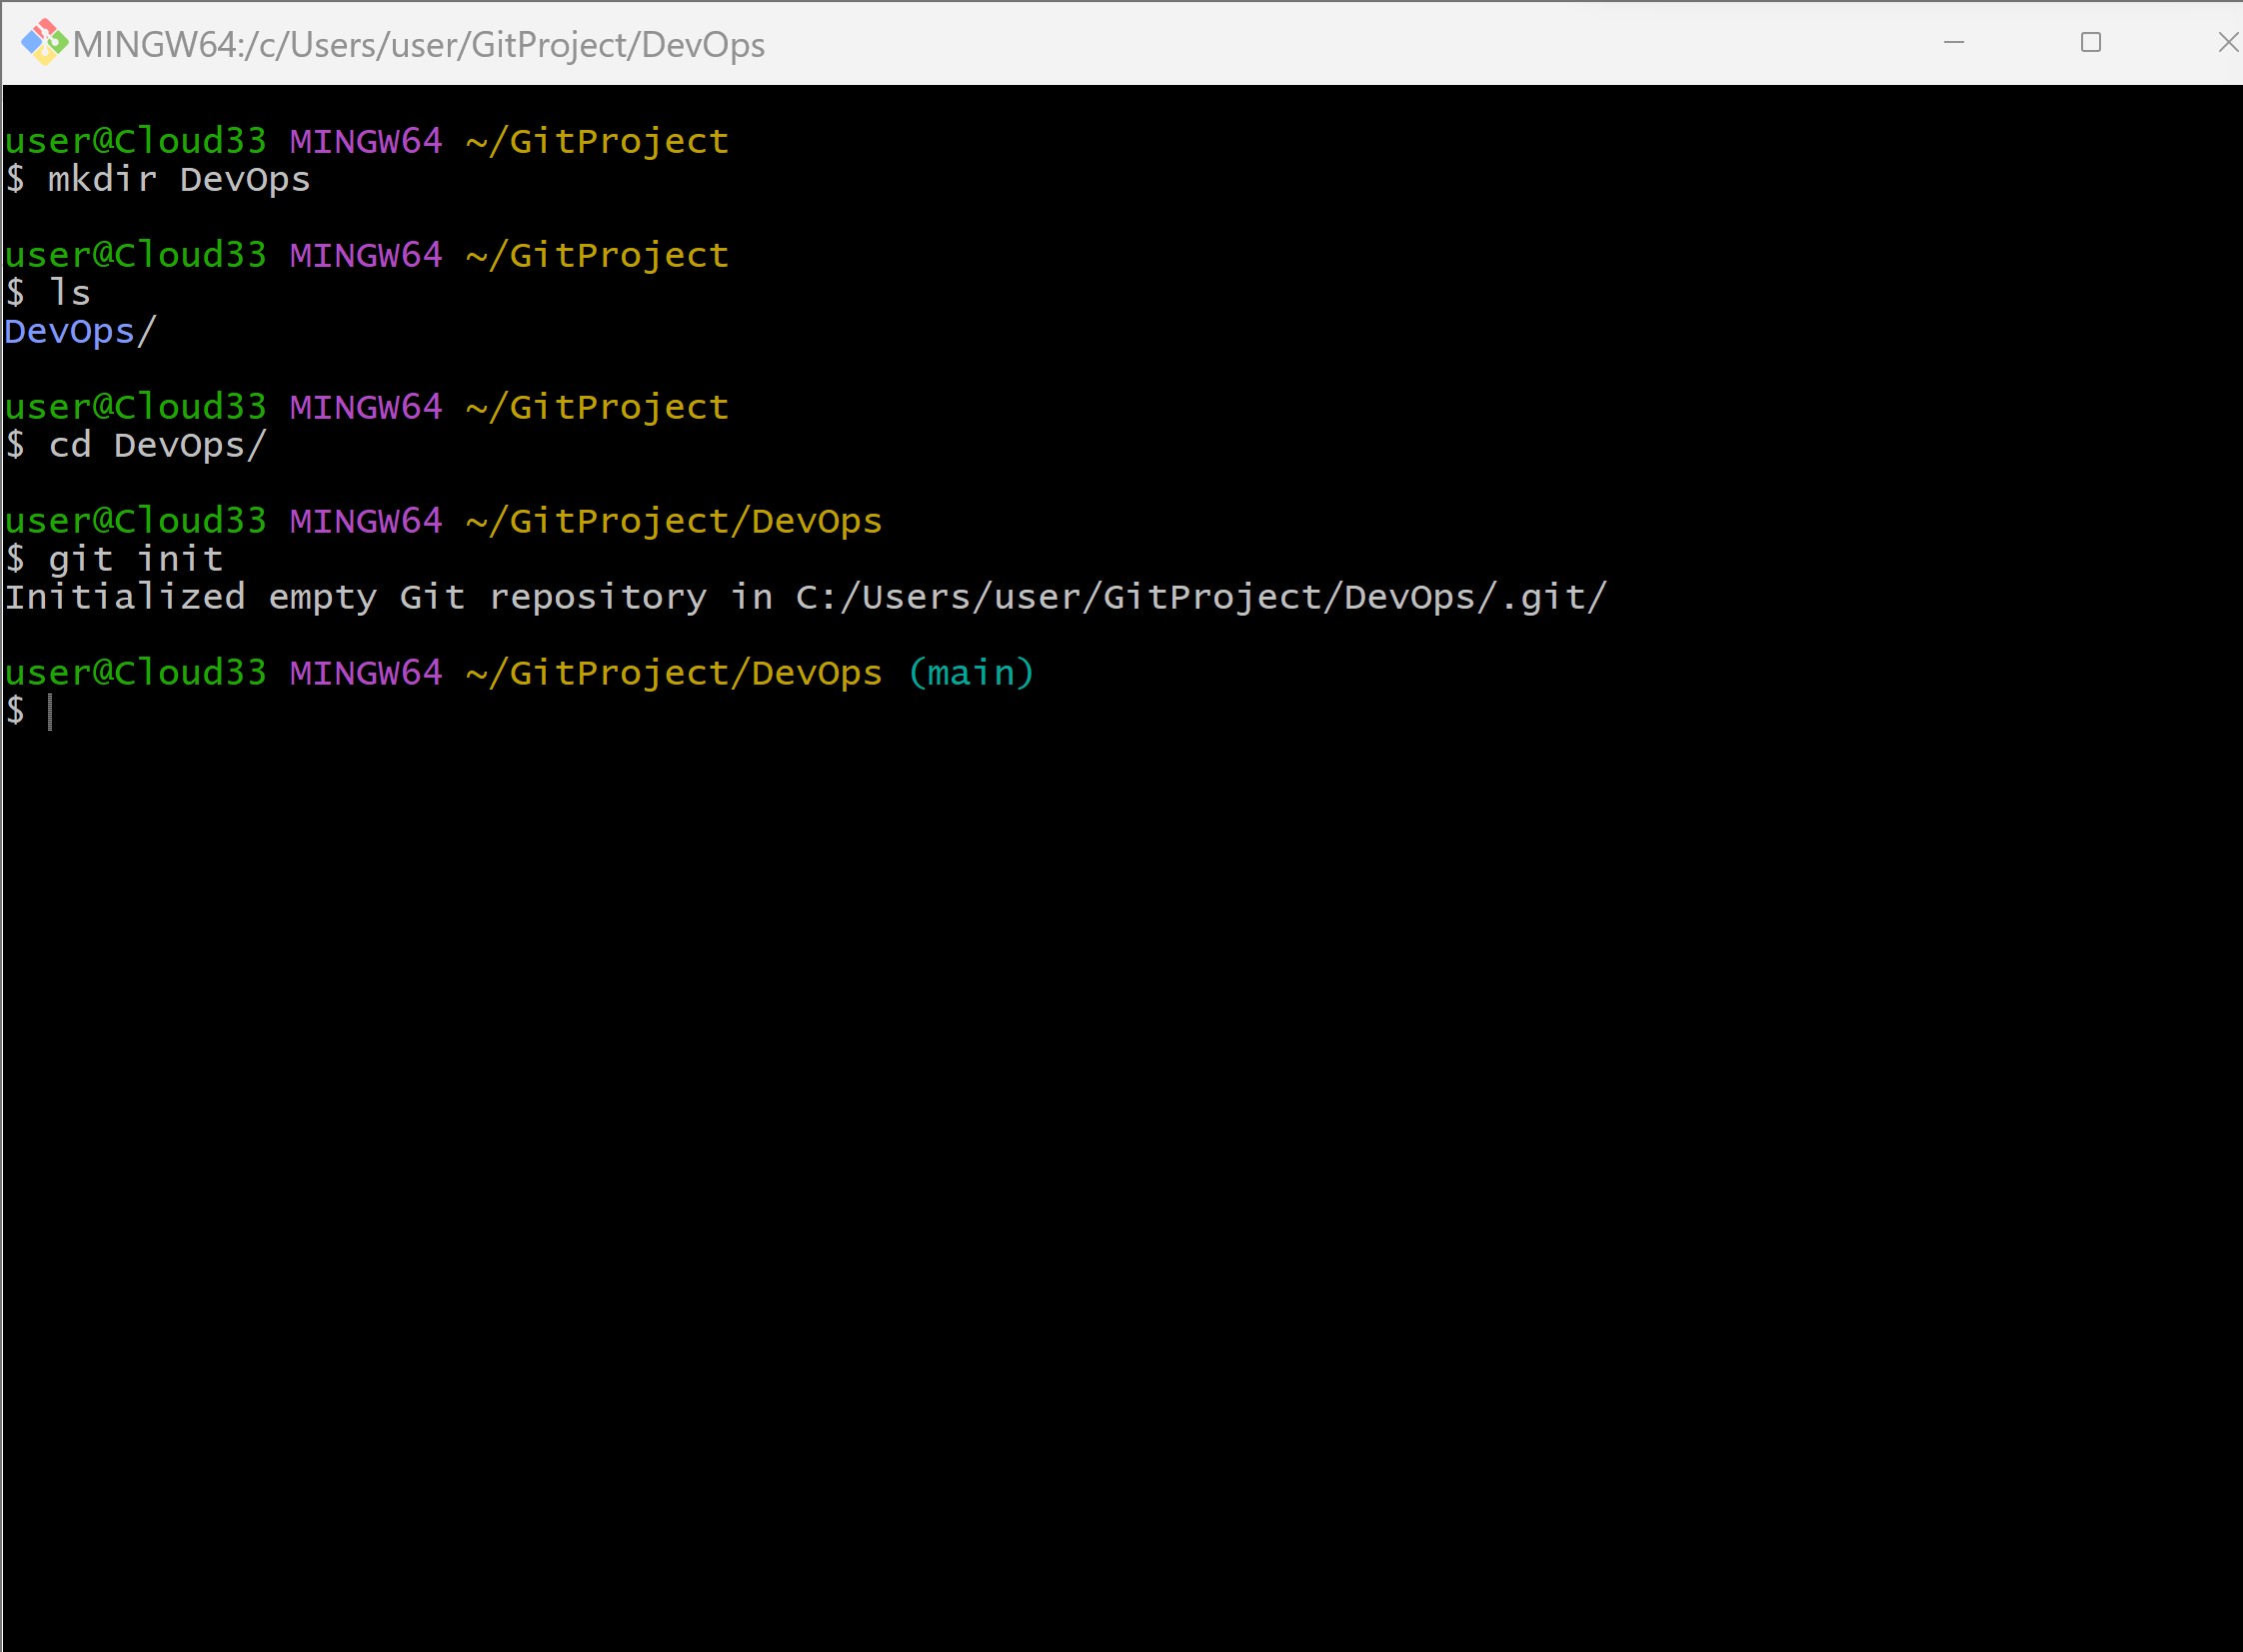 MINGW64:/c/Users/user/GitProject/DevOps
user@Cloud33 MINGW64 ~/GitProject
$ mkdir DevOps
user@Cloud33 MINGW64 ~/GitProject
$ ls
DevOps/
user@Cloud33 MINGW64 ~/GitProject
$ cd DevOps/
user@Cloud33 MINGW64 ~/GitProject/DevOps
$ git init
Initialized empty Git repository in C:/Users/user/GitProject/DevOps/.git/
user@Cloud33 MINGW64 ~/GitProject/DevOps (main)
$